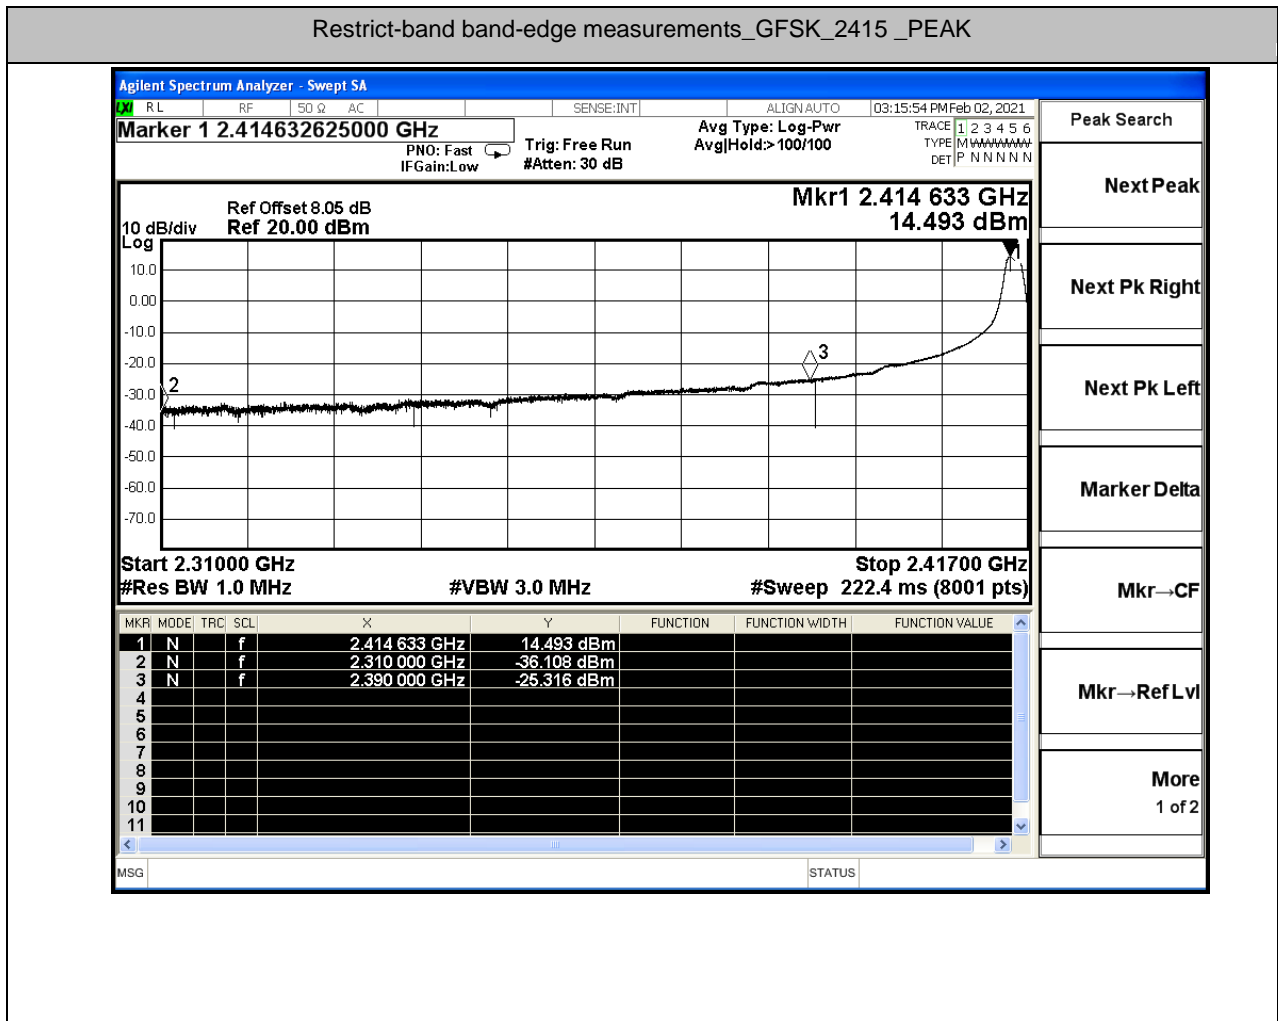 Restrict-band band-edge measurements_GFSK_2415 _PEAK
Agilent Spectrum Analyzer - Swept SA
LXI RL RF 50 Ω AC SENSE:INT ALIGN AUTO 03:15:54 PM Feb 02, 2021
Marker 1 2.414632625000 GHz
PNO: Fast
IFGain:Low
Trig: Free Run
#Atten: 30 dB
Avg Type: Log-Pwr
Avg|Hold:>100/100
TRACE 1 2 3 4 5 6
TYPE M WWWWW
DET P N N N N N
Peak Search
Mkr1 2.414 633 GHz
14.493 dBm
Ref Offset 8.05 dB
10 dB/div Ref 20.00 dBm
Log
10.0
0.00
-10.0
-20.0
-30.0
-40.0
-50.0
-60.0
-70.0
1
2
3
Start 2.31000 GHz Stop 2.41700 GHz
#Res BW 1.0 MHz #VBW 3.0 MHz #Sweep 222.4 ms (8001 pts)
MKR MODE TRC SCL X Y FUNCTION FUNCTION WIDTH FUNCTION VALUE
1 N f 2.414 633 GHz 14.493 dBm
2 N f 2.310 000 GHz -36.108 dBm
3 N f 2.390 000 GHz -25.316 dBm
4
5
6
7
8
9
10
11
MSG STATUS
Next Peak
Next Pk Right
Next Pk Left
Marker Delta
Mkr→CF
Mkr→Ref Lvl
More
1 of 2